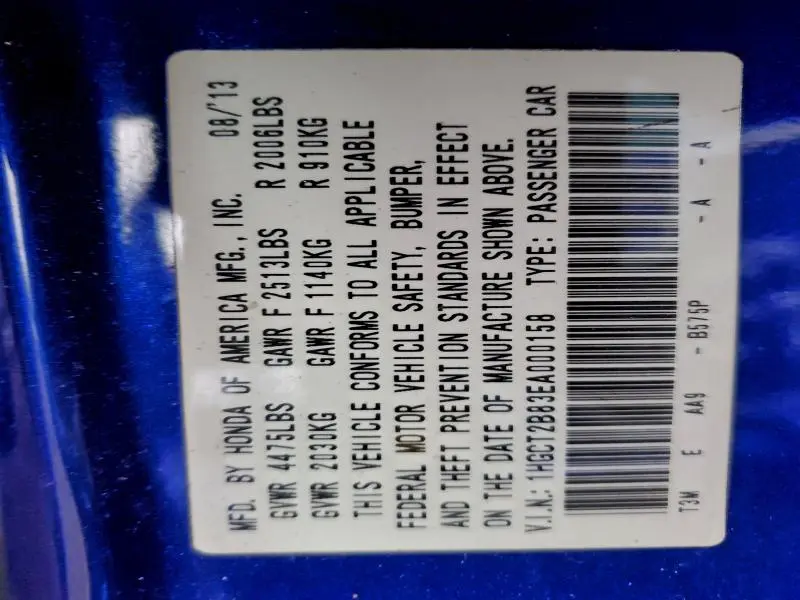 MFD. BY HONDA OF AMERICA MFG., INC. 08/'13
GVWR 4475LBS GAWR F 2513LBS R 2006LBS
GVWR 2030KG GAWR F 1140KG R 910KG
THIS VEHICLE CONFORMS TO ALL APPLICABLE
FEDERAL MOTOR VEHICLE SAFETY, BUMPER,
AND THEFT PREVENTION STANDARDS IN EFFECT
ON THE DATE OF MANUFACTURE SHOWN ABOVE.
V.I.N.: 1HGCT2B83EA000158 TYPE: PASSENGER CAR
T3M E AA9 - B575P - A - A